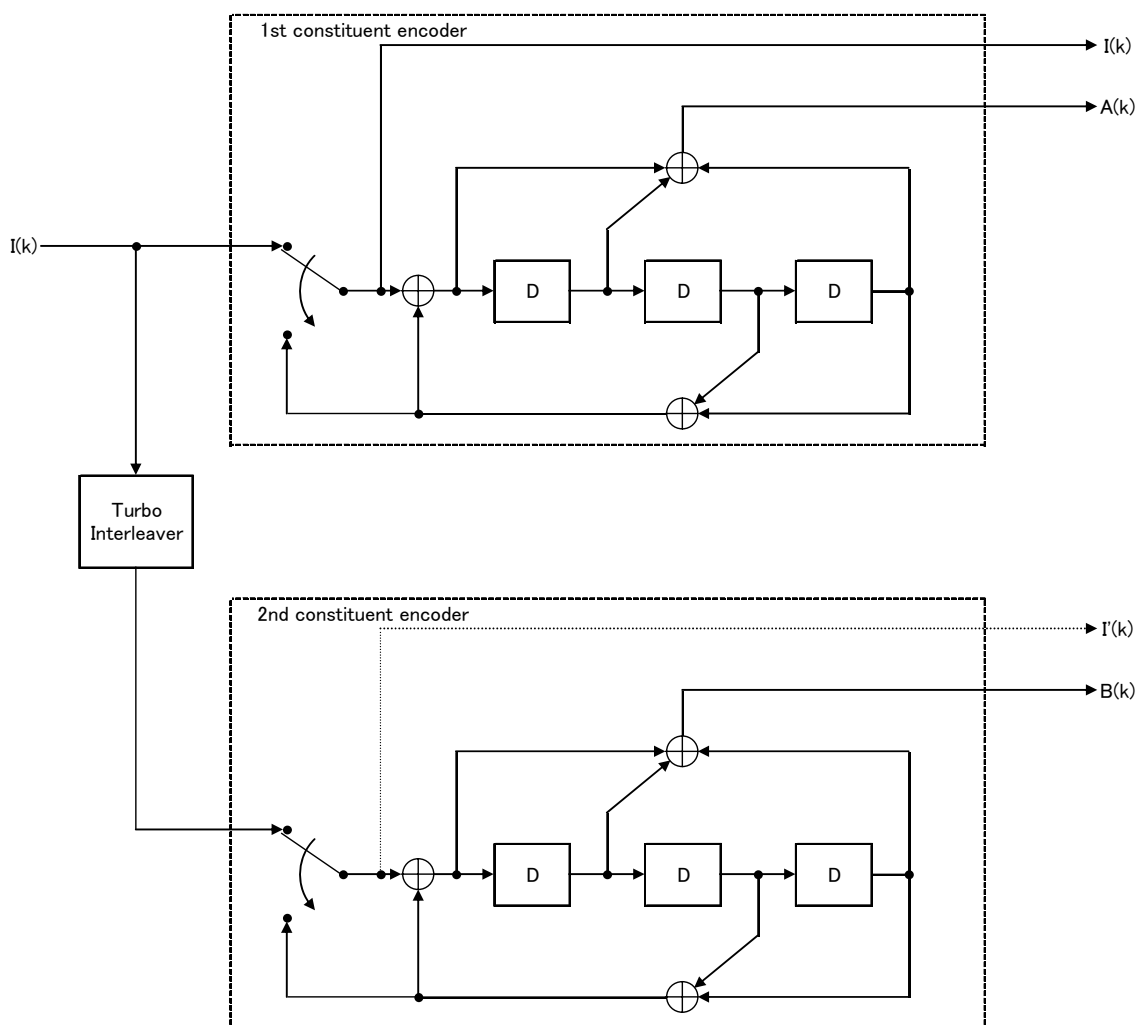 1st constituent encoder
I(k)
A(k)
I(k)
D
D
D
Turbo
Interleaver
2nd constituent encoder
I'(k)
B(k)
D
D
D